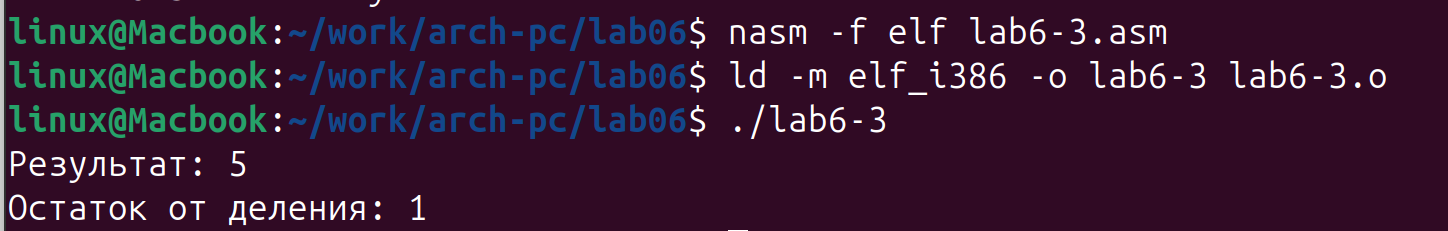 linux@Macbook:~/work/arch-pc/lab06$ nasm -f elf lab6-3.asm
linux@Macbook:~/work/arch-pc/lab06$ ld -m elf_i386 -o lab6-3 lab6-3.o
linux@Macbook:~/work/arch-pc/lab06$ ./lab6-3
Результат: 5
Остаток от деления: 1